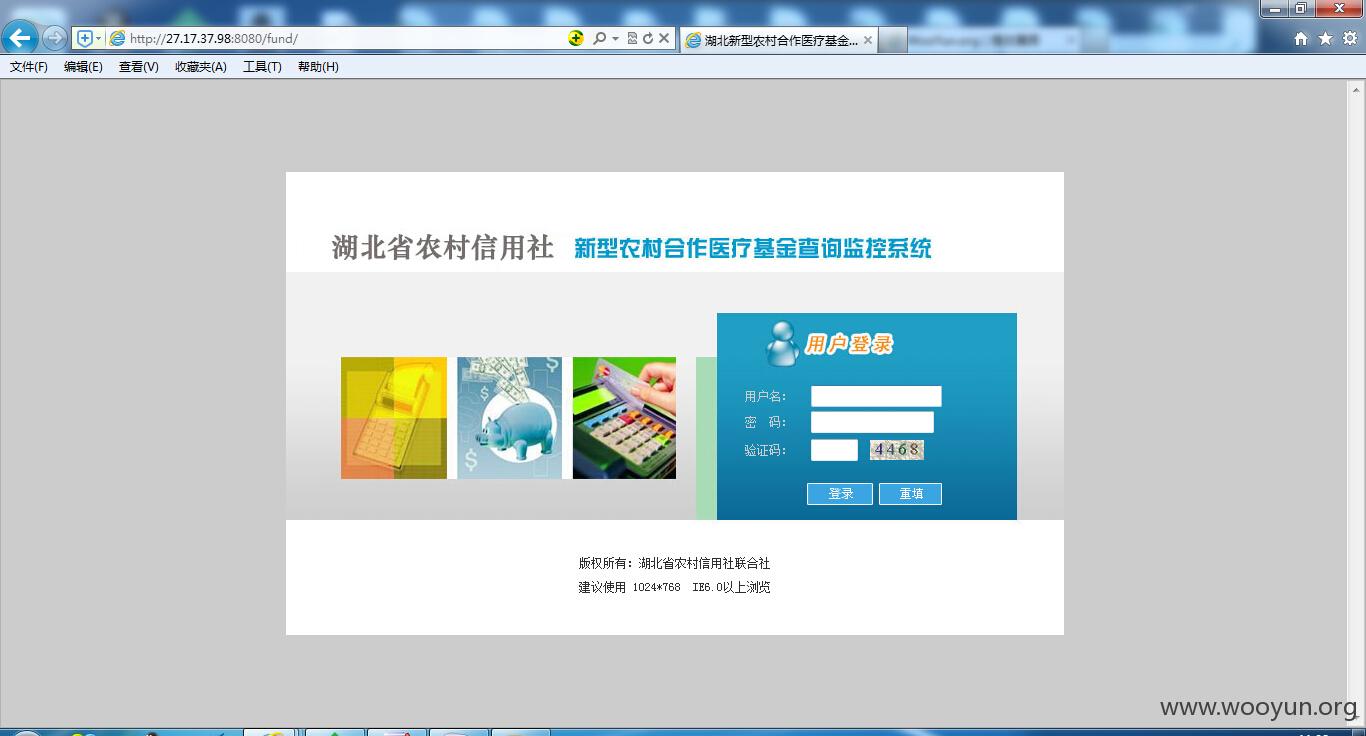 http://27.17.37.98:8080/fund/
湖北新型农村合作医疗基金...
文件(F) 编辑(E) 查看(V) 收藏夹(A) 工具(T) 帮助(H)
湖北省农村信用社 新型农村合作医疗基金查询监控系统
用户登录
用户名:
密 码:
验证码: 4468
登录 重填
版权所有：湖北省农村信用社联合社
建议使用 1024*768 IE6.0以上浏览
www.wooyun.org